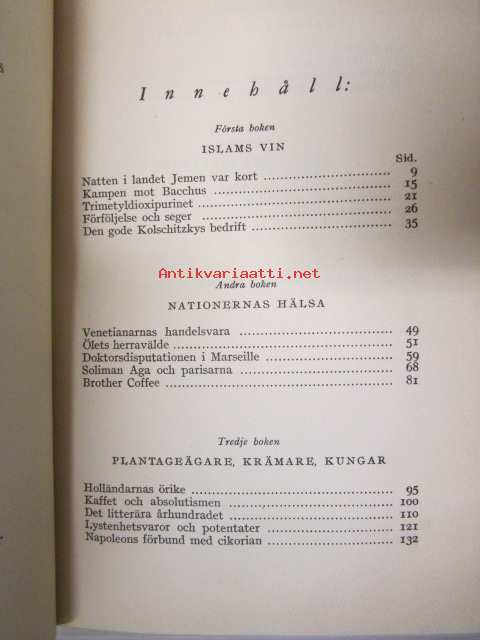 Innehåll:
Första boken
ISLAMS VIN
Sid.
Natten i landet Jemen var kort 9
Kampen mot Bacchus 15
Trimetyldioxipurinet 21
Förföljelse och seger 26
Den gode Kolschitzkys bedrift 35
Antikvariaatti.net
Andra boken
NATIONERNAS HÄLSA
Venetianarnas handelsvara 49
Ölets herravälde 51
Doktorsdisputationen i Marseille 59
Soliman Aga och parisarna 68
Brother Coffee 81
Tredje boken
PLANTAGEÄGARE, KRÄMARE, KUNGAR
Holländarnas örike 95
Kaffet och absolutismen 100
Det litterära århundradet 110
Lystenhetsvaror och potentater 121
Napoleons förbund med cikorian 132